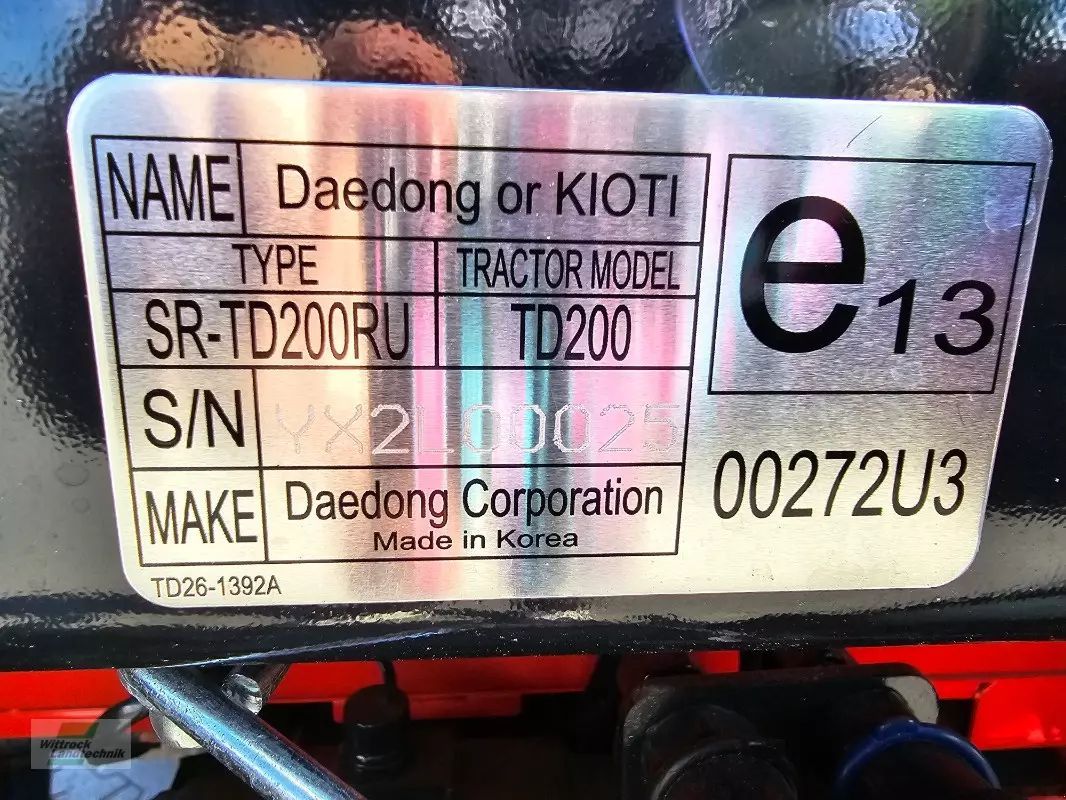 NAME Daedong or KIOTI
TYPE TRACTOR MODEL
SR-TD200RU TD200
S/N YX2L00025
MAKE Daedong Corporation
Made in Korea
TD26-1392A
e13
00272U3
Wittrock
Landtechnik